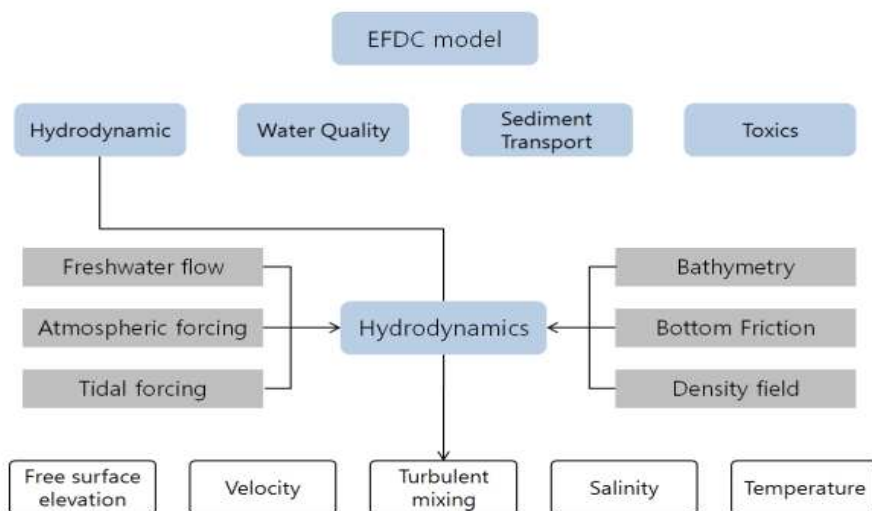 EFDC model
Hydrodynamic
Water Quality
Sediment
Transport
Toxics
Freshwater flow
Atmospheric forcing
Tidal forcing
Hydrodynamics
Bathymetry
Bottom Friction
Density field
Free surface
elevation
Velocity
Turbulent
mixing
Salinity
Temperature